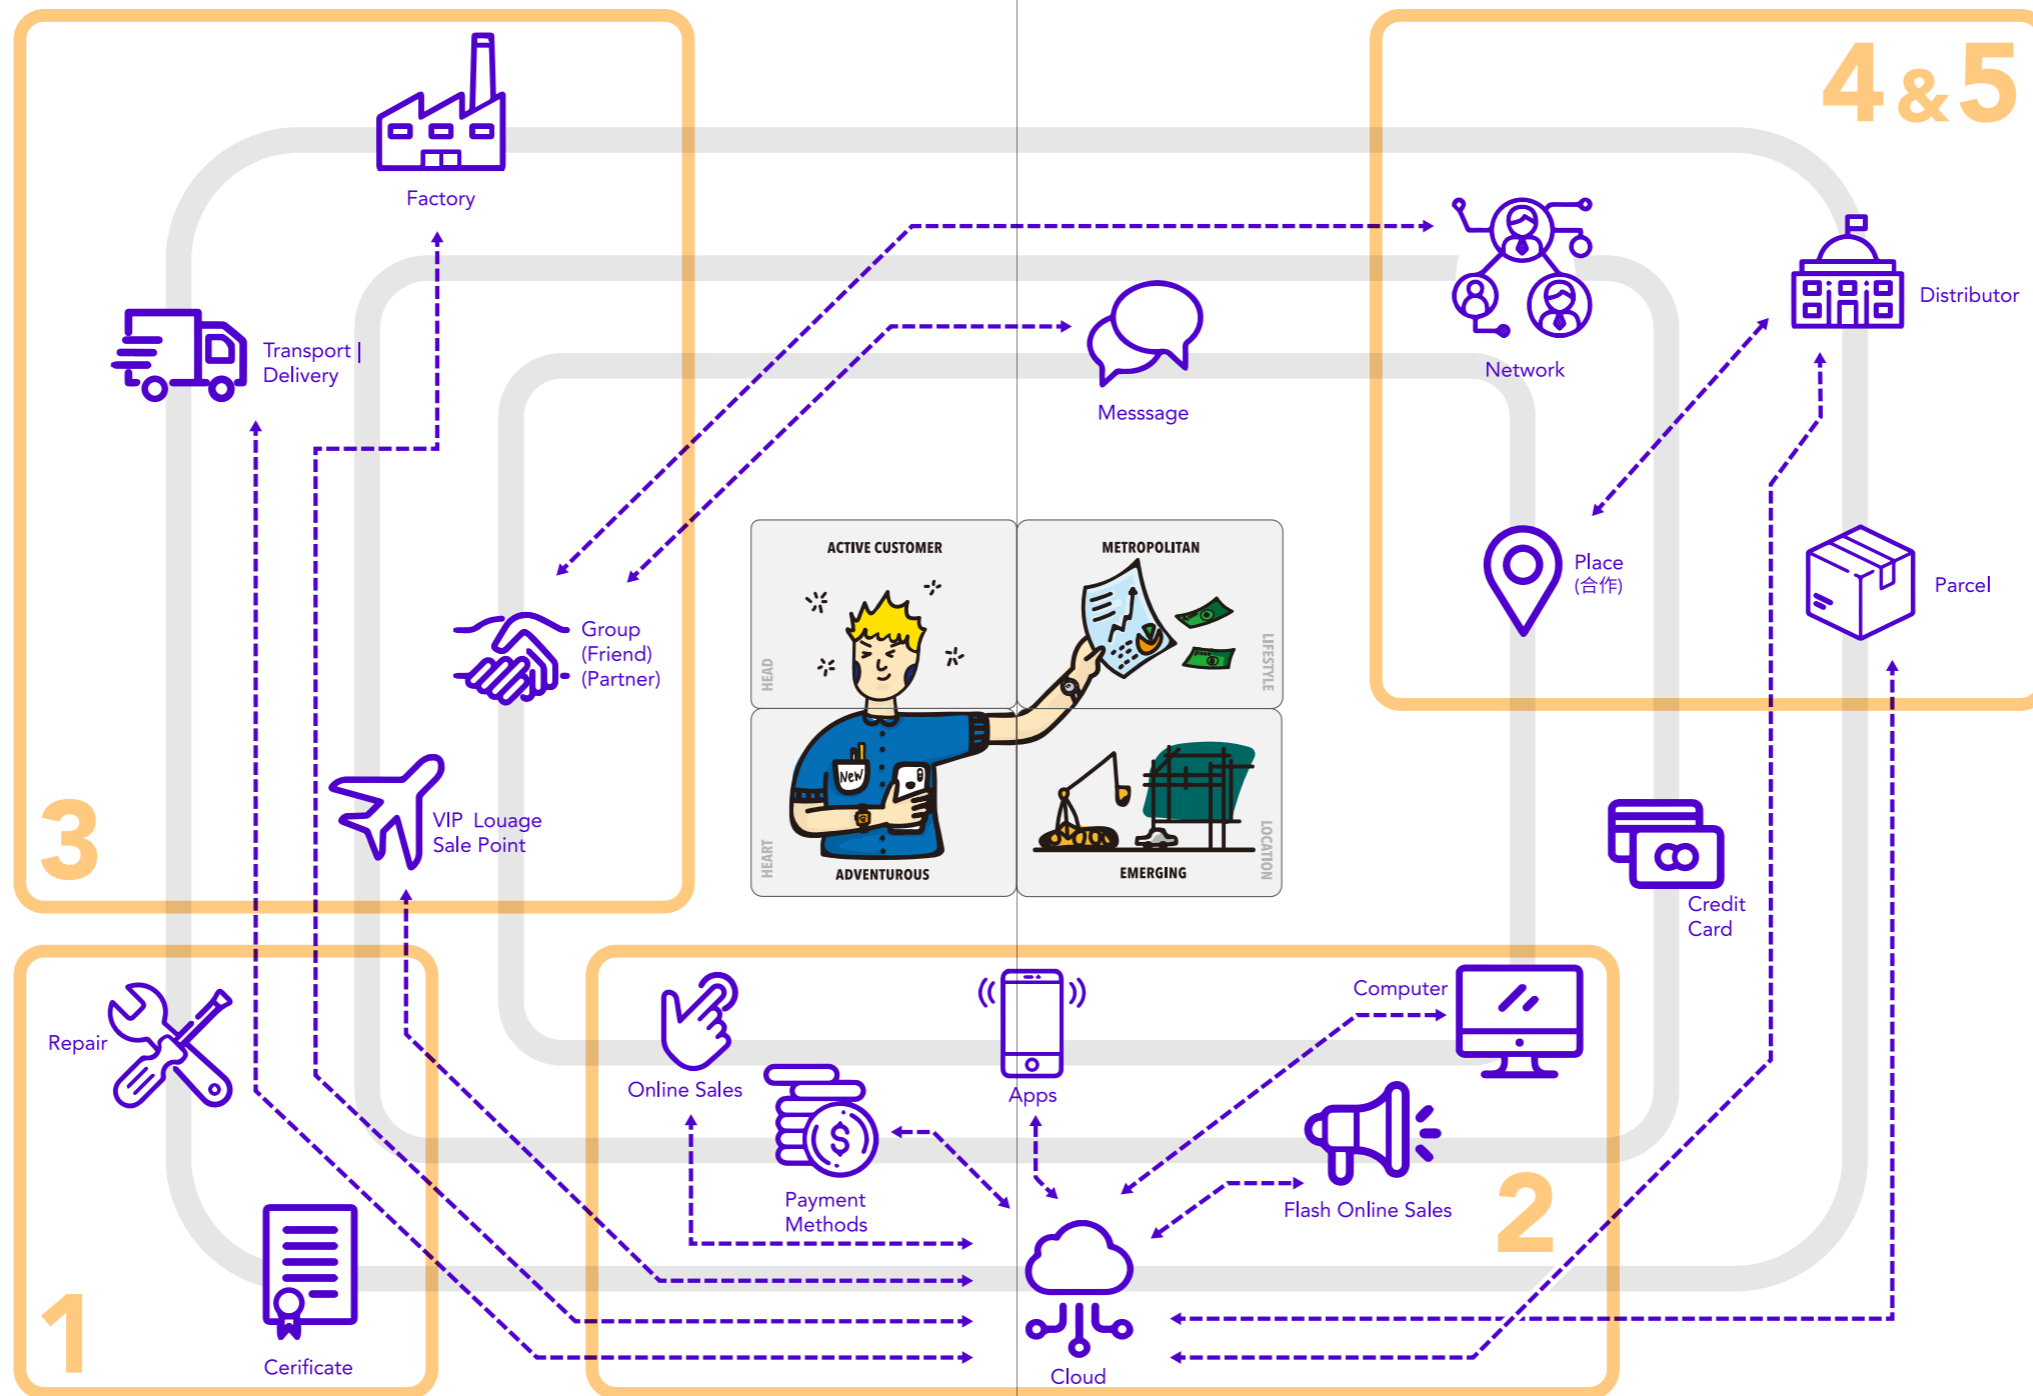 4 & 5
Factory
Distributor
Transport |
Delivery
Network
Messsage
ACTIVE CUSTOMER
METROPOLITAN
HEAD
LIFESTYLE
Place
(合作)
Parcel
Group
(Friend)
(Partner)
New
HEART
LOCATION
ADVENTUROUS
EMERGING
3
VIP Louage
Sale Point
Credit
Card
Repair
Computer
Online Sales
Apps
$
Payment
Methods
Flash Online Sales
2
1
Cerificate
Cloud